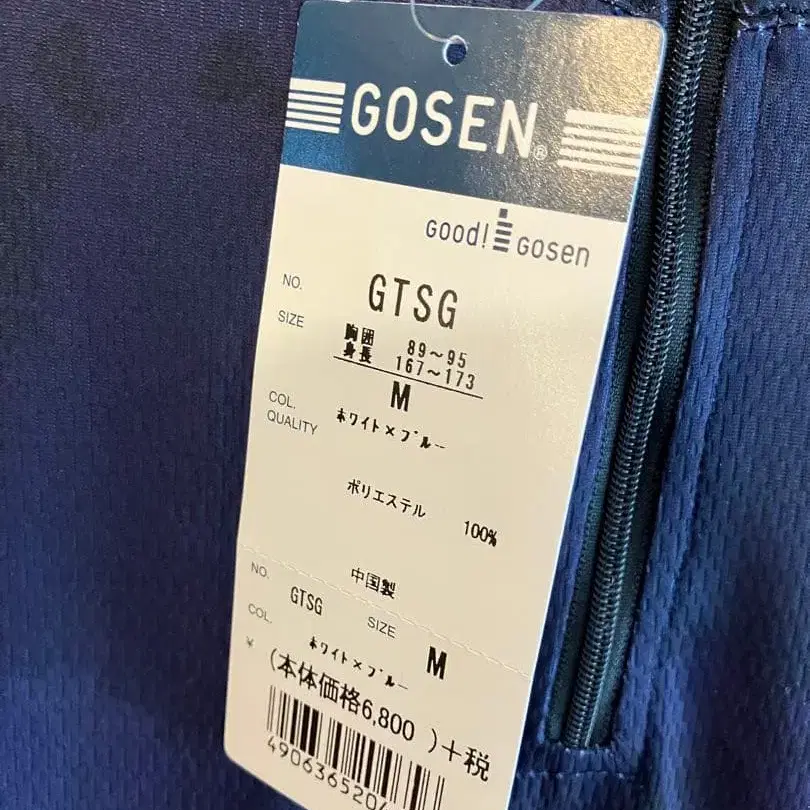 GOSEN®
Good! Gosen
NO. GTSG
SIZE 胸囲 89～95
身長 167～173
M
COL. ホワイト×ブルー
QUALITY
ポリエステル 100%
中国製
NO. GTSG SIZE M
COL. ホワイト×ブルー
¥ (本体価格6,800 )+税
4906365204